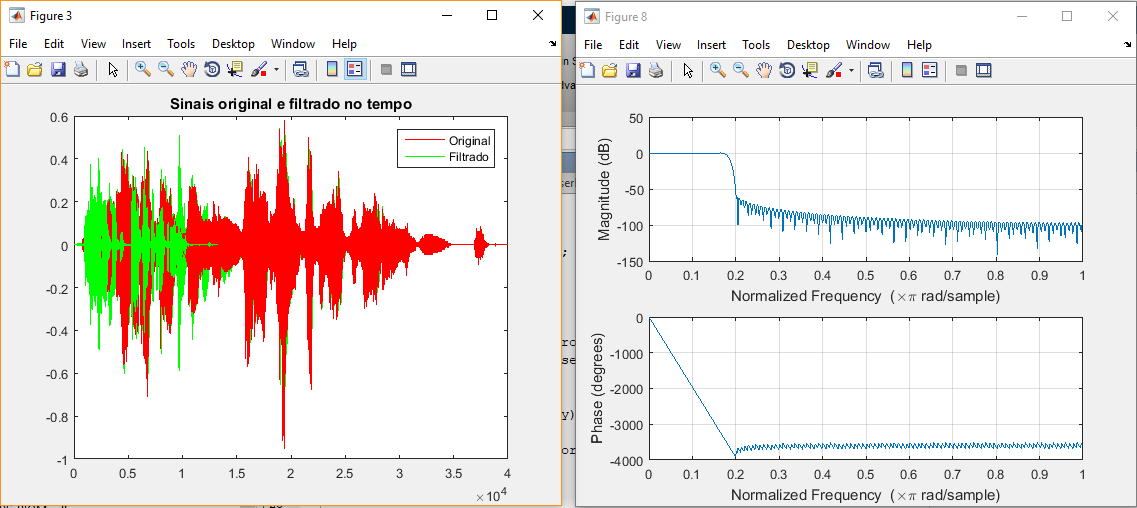 Figure 3
File Edit View Insert Tools Desktop Window Help
Sinais original e filtrado no tempo
Original
Filtrado
0.6
0.4
0.2
0
-0.2
-0.4
-0.6
-0.8
-1
0 0.5 1 1.5 2 2.5 3 3.5 4
×10⁴
Figure 8
File Edit View Insert Tools Desktop Window Help
Magnitude (dB)
50
0
-50
-100
-150
0 0.1 0.2 0.3 0.4 0.5 0.6 0.7 0.8 0.9 1
Normalized Frequency (×π rad/sample)
Phase (degrees)
0
-1000
-2000
-3000
-4000
0 0.1 0.2 0.3 0.4 0.5 0.6 0.7 0.8 0.9 1
Normalized Frequency (×π rad/sample)